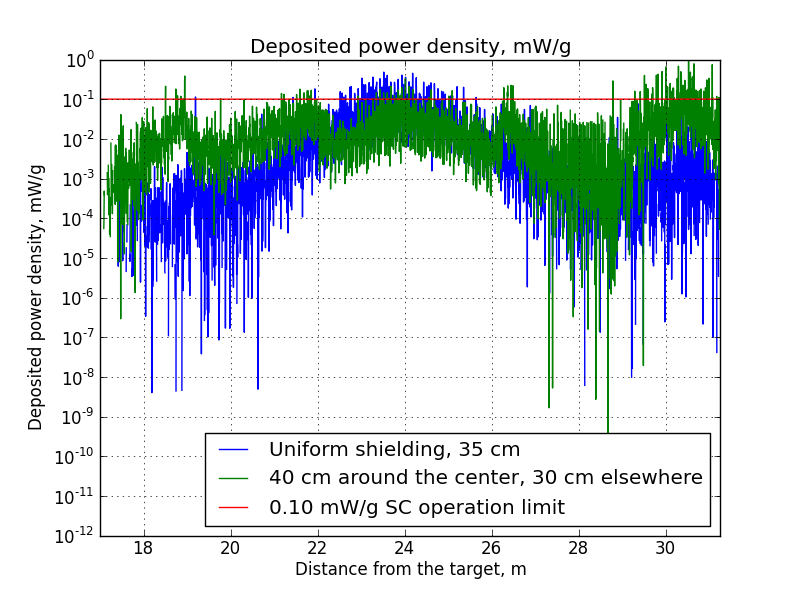 Deposited power density, mW/g
Deposited power density, mW/g
10^0
10^-1
10^-2
10^-3
10^-4
10^-5
10^-6
10^-7
10^-8
10^-9
10^-10
10^-11
10^-12
Uniform shielding, 35 cm
40 cm around the center, 30 cm elsewhere
0.10 mW/g SC operation limit
18 20 22 24 26 28 30
Distance from the target, m